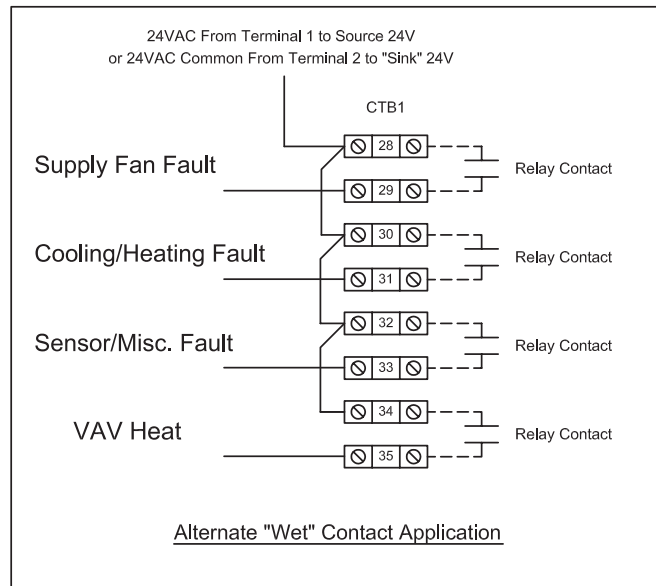 24VAC From Terminal 1 to Source 24V
or 24VAC Common From Terminal 2 to "Sink" 24V
CTB1
28
Supply Fan Fault
Relay Contact
29
30
Cooling/Heating Fault
Relay Contact
31
32
Sensor/Misc. Fault
Relay Contact
33
34
VAV Heat
Relay Contact
35
Alternate "Wet" Contact Application